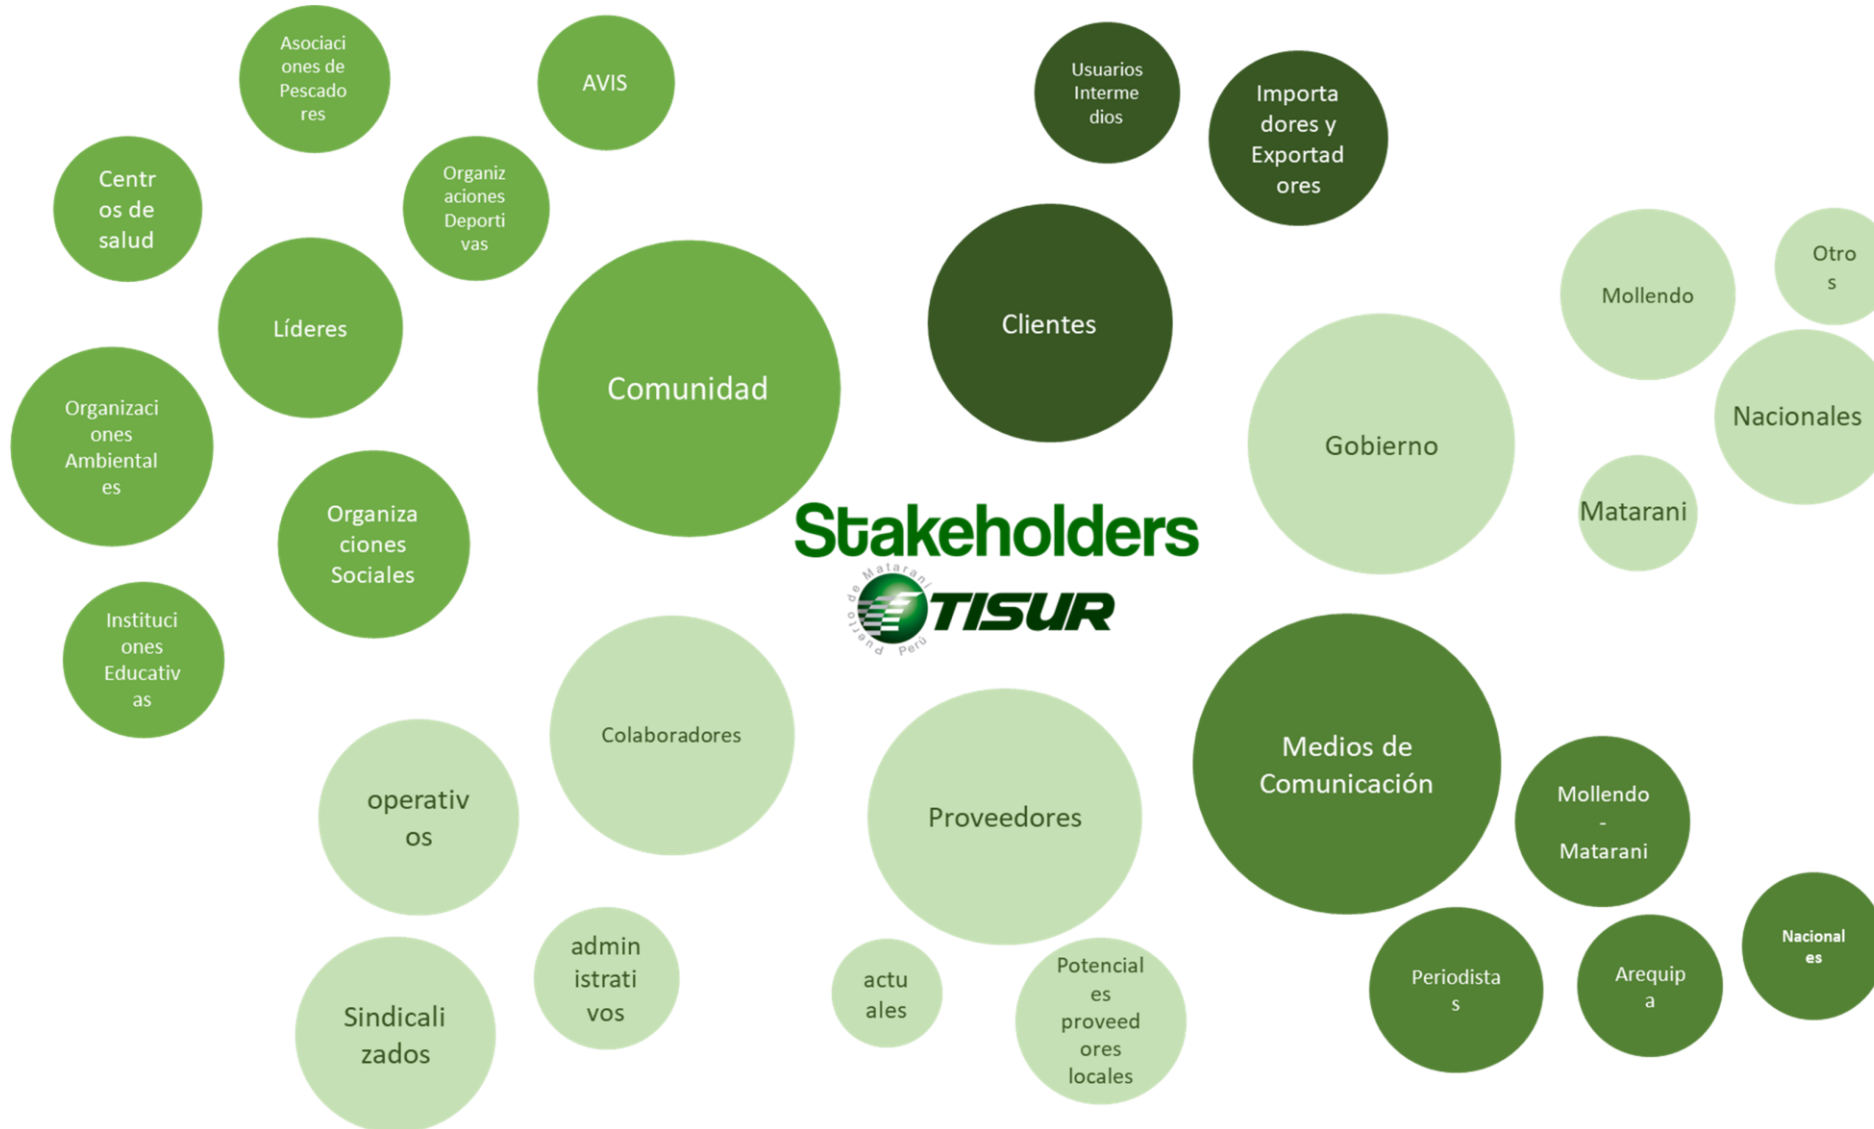 Asociaci
ones de
Pescado
res
AVIS
Centr
os de
salud
Organiz
aciones
Deporti
vas
Líderes
Organizaci
ones
Ambiental
es
Organiza
ciones
Sociales
Instituci
ones
Educativ
as
Comunidad
Usuarios
Interme
dios
Importa
dores y
Exportad
ores
Clientes
Gobierno
Mollendo
Otro
s
Nacionales
Matarani
Stakeholders
Puerto de Matarani
Perú
TISUR
Colaboradores
operativ
os
Sindicali
zados
admin
istrati
vos
Proveedores
actu
ales
Potencial
es
proveed
ores
locales
Medios de
Comunicación
Mollendo
-
Matarani
Periodista
s
Arequip
a
Nacional
es